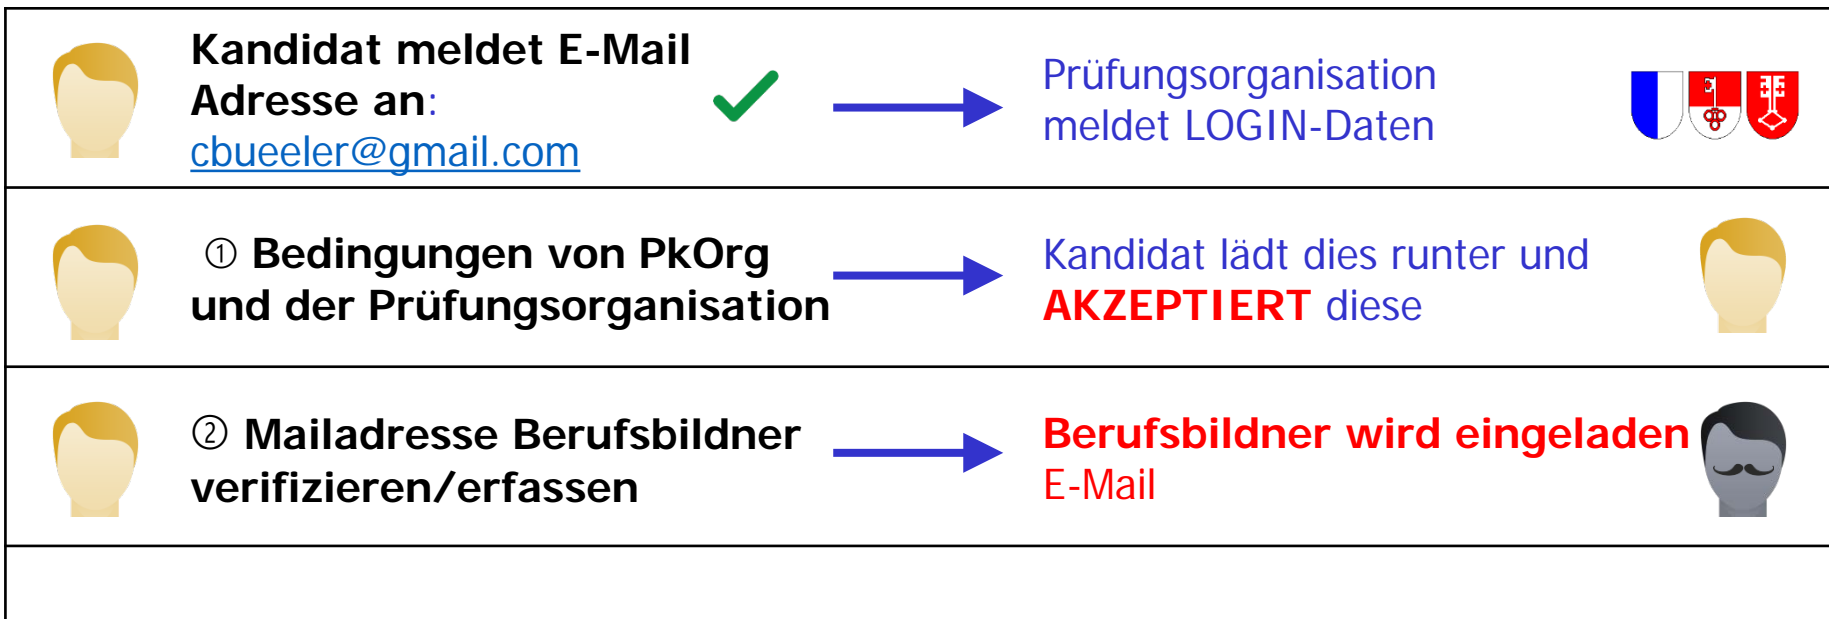 Kandidat meldet E-Mail
Adresse an:
cbueeler@gmail.com
Prüfungsorganisation
meldet LOGIN-Daten
① Bedingungen von PkOrg
und der Prüfungsorganisation
Kandidat lädt dies runter und
AKZEPTIERT diese
② Mailadresse Berufsbildner
verifizieren/erfassen
Berufsbildner wird eingeladen
E-Mail